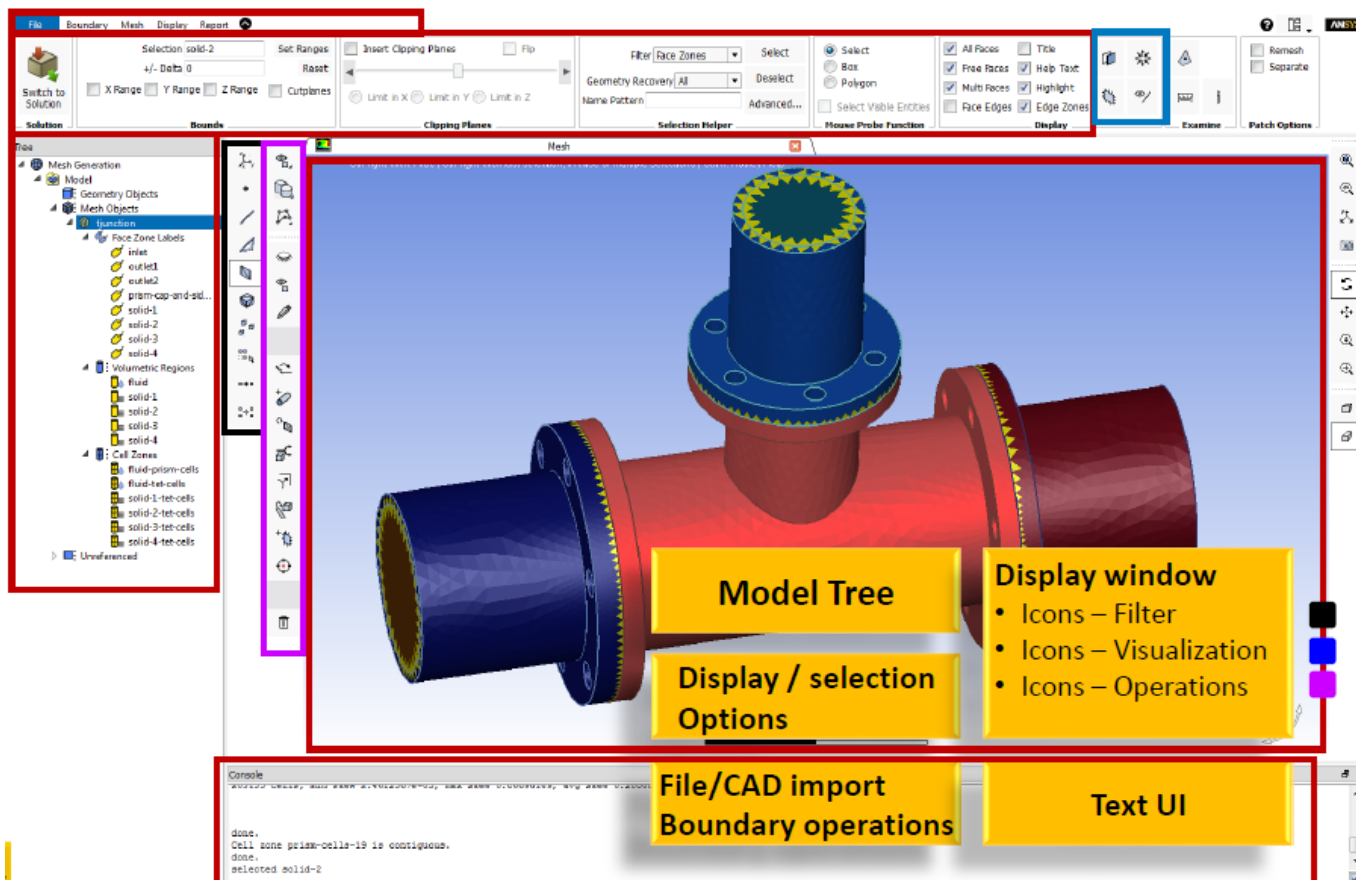 File Boundary Mesh Display Report
ANSYS
Selection solid-2 Set Ranges
+/- Delta 0 Reset
X Range Y Range Z Range Cutplanes
Bounds
Switch to
Solution
Solution
Insert Clipping Planes Flip
Limit in X Limit in Y Limit in Z
Clipping Planes
Filter Face Zones Select
Geometry Recovery All Deselect
Name Pattern Advanced...
Selection Helper
Select
Box
Polygon
Select Visible Entities
Mouse Probe Function
All Faces Title
Free Faces Help Text
Multi Faces Highlight
Face Edges Edge Zones
Display
Examine
Remesh
Separate
Patch Options
Tree
Mesh Generation
Model
Geometry Objects
Mesh Objects
tjunction
Face Zone Labels
inlet
outlet1
outlet2
prism-cap-and-sid...
solid-1
solid-2
solid-3
solid-4
Volumetric Regions
fluid
solid-1
solid-2
solid-3
solid-4
Cell Zones
fluid-prism-cells
fluid-tet-cells
solid-1-tet-cells
solid-2-tet-cells
solid-3-tet-cells
solid-4-tet-cells
Unreferenced
Mesh
Model Tree
Display / selection
Options
Display window
• Icons – Filter
• Icons – Visualization
• Icons – Operations
File/CAD import
Boundary operations
Text UI
Console
done.
Cell zone prism-cells-19 is contiguous.
done.
selected solid-2